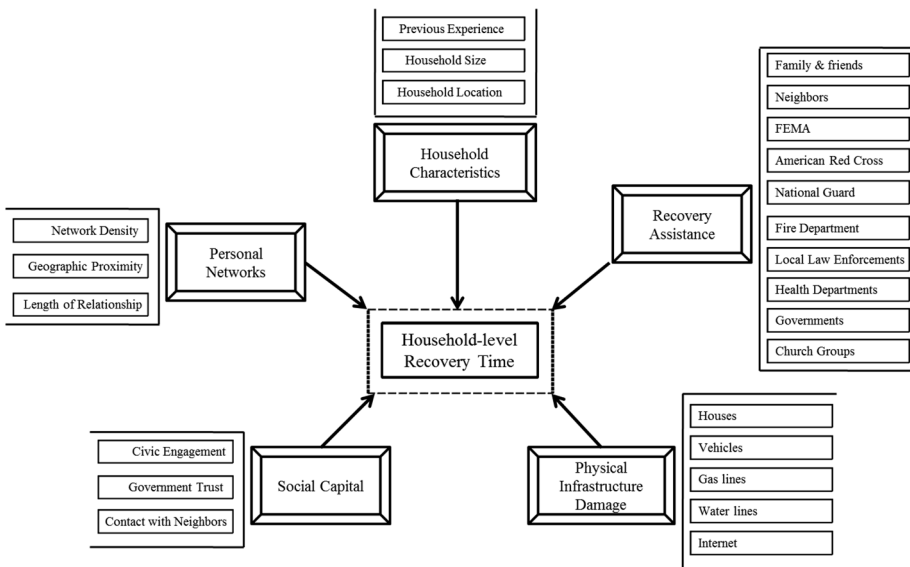 Previous Experience
Household Size
Household Location
Household
Characteristics
Family & friends
Neighbors
FEMA
American Red Cross
National Guard
Fire Department
Local Law Enforcements
Health Departments
Governments
Church Groups
Recovery
Assistance
Network Density
Geographic Proximity
Length of Relationship
Personal
Networks
Household-level
Recovery Time
Civic Engagement
Government Trust
Contact with Neighbors
Social Capital
Physical
Infrastructure
Damage
Houses
Vehicles
Gas lines
Water lines
Internet